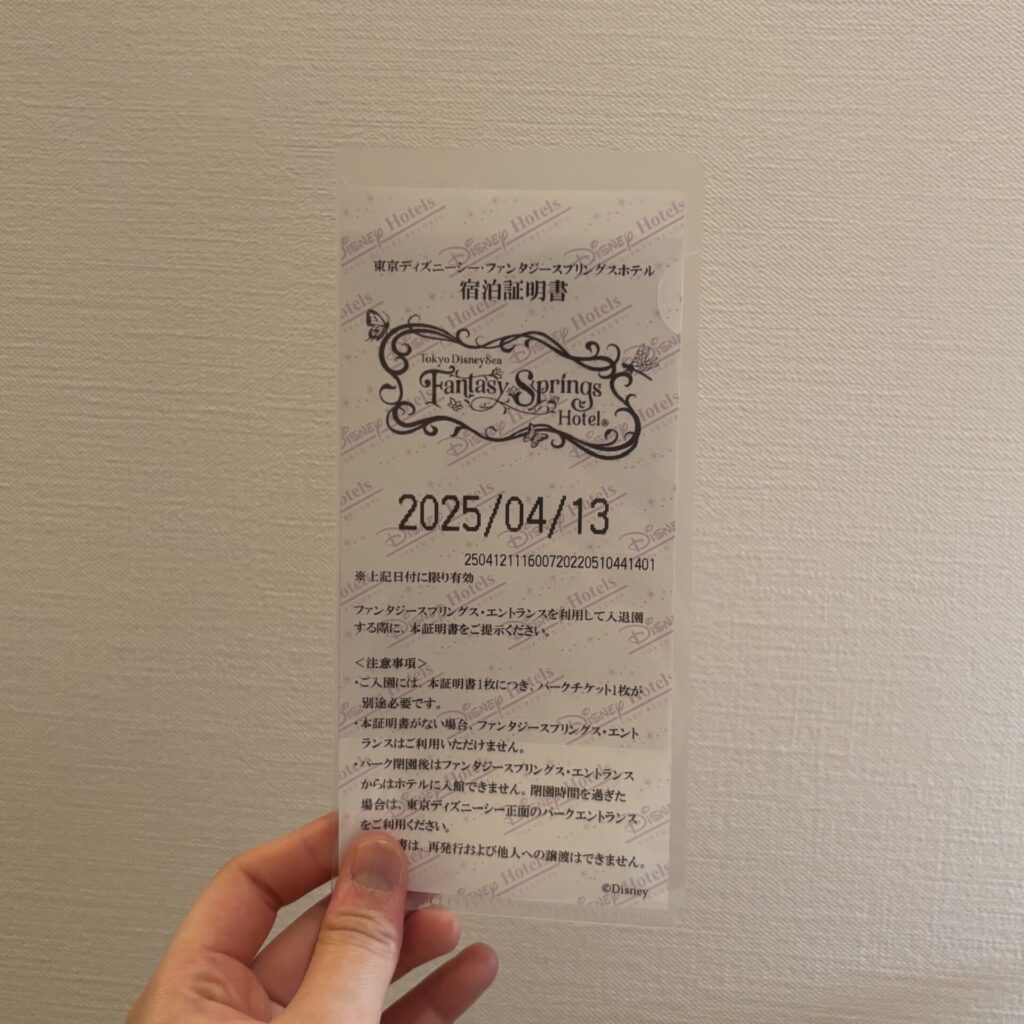 東京ディズニーシー・ファンタジースプリングスホテル
宿泊証明書
Tokyo DisneySea
Fantasy Springs
Hotel®
2025/04/13
2504121116007202205104414​01
※上記日付に限り有効
ファンタジースプリングス・エントランスを利用して入退園
する際に、本証明書をご提示ください。
＜注意事項＞
・ご入園には、本証明書1枚につき、パークチケット1枚が
別途必要です。
・本証明書がない場合、ファンタジースプリングス・エント
ランスはご利用いただけません。
・パーク閉園後はファンタジースプリングス・エントランス
からはホテルに入館できません。閉園時間を過ぎた
場合は、東京ディズニーシー正面のパークエントランス
をご利用ください。
書は、再発行および他人への譲渡はできません。
©Disney